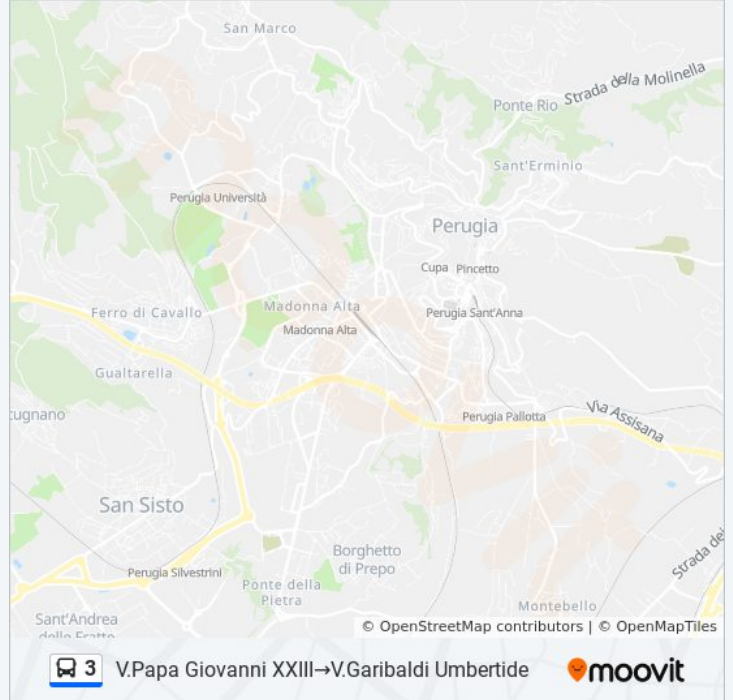 San Marco
Strada della Molinella
Ponte Rio
Sant'Erminio
Perugia Università
Perugia
Cupa
Pincetto
Ferro di Cavallo
Madonna Alta
Perugia Sant'Anna
Madonna Alta
Gualtarella
cugnano
Perugia Pallotta
Via Assisana
San Sisto
Borghetto
di Prepo
Strada dei
Perugia Silvestrini
Ponte della
Pietra
Montebello
Sant'Andrea
delle Fratte
© OpenStreetMap contributors | © OpenMapTiles
3 V.Papa Giovanni XXIII→V.Garibaldi Umbertide
moovit